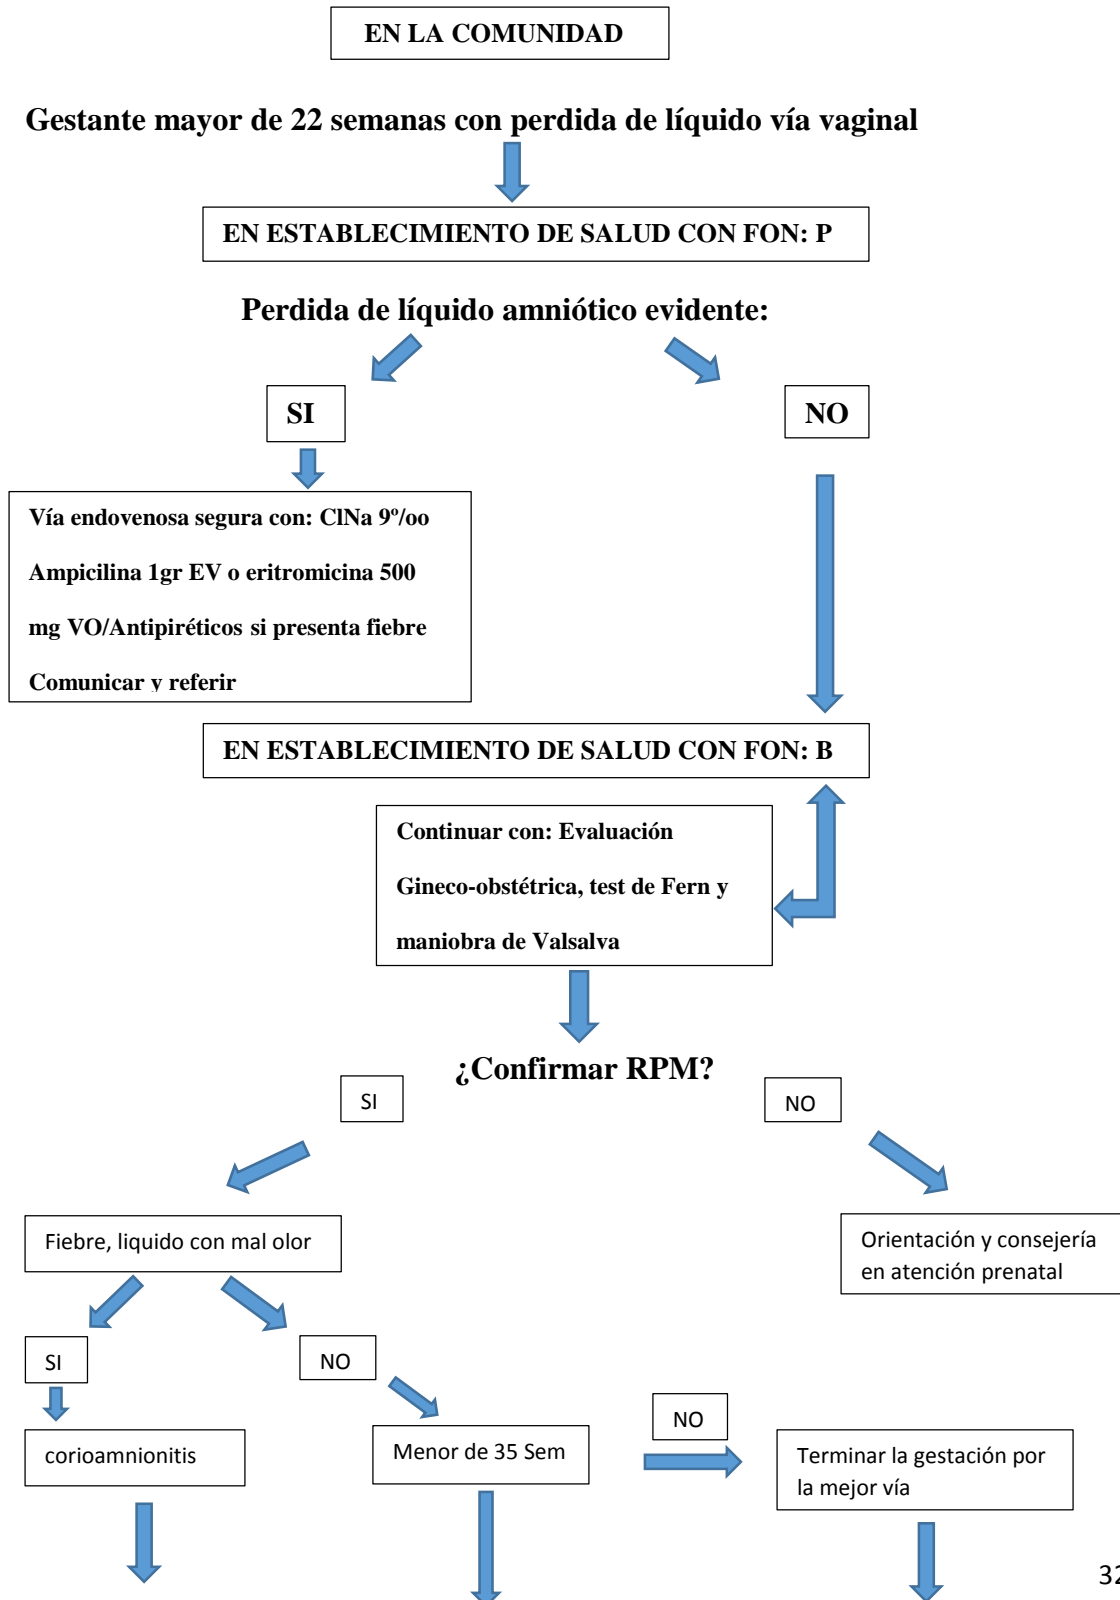 EN LA COMUNIDAD
Gestante mayor de 22 semanas con perdida de líquido vía vaginal
EN ESTABLECIMIENTO DE SALUD CON FON: P
Perdida de líquido amniótico evidente:
SI
NO
Vía endovenosa segura con: ClNa 9º/oo
Ampicilina 1gr EV o eritromicina 500
mg VO/Antipiréticos si presenta fiebre
Comunicar y referir
EN ESTABLECIMIENTO DE SALUD CON FON: B
Continuar con: Evaluación
Gineco-obstétrica, test de Fern y
maniobra de Valsalva
¿Confirmar RPM?
SI
NO
Fiebre, liquido con mal olor
Orientación y consejería
en atención prenatal
SI
NO
NO
corioamnionitis
Menor de 35 Sem
Terminar la gestación por
la mejor vía
32